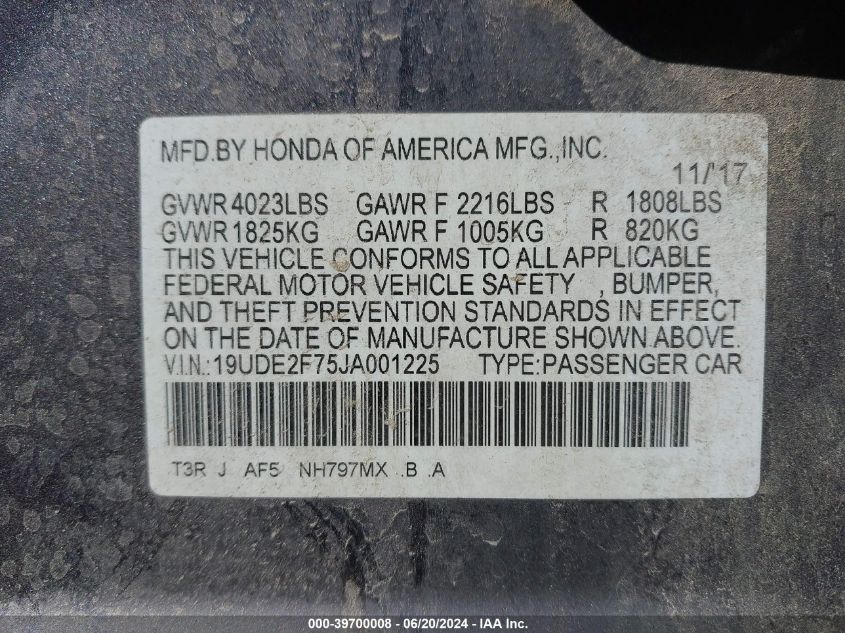 MFD.BY HONDA OF AMERICA MFG.,INC.
11/'17
GVWR 4023LBS GAWR F 2216LBS R 1808LBS
GVWR 1825KG GAWR F 1005KG R 820KG
THIS VEHICLE CONFORMS TO ALL APPLICABLE
FEDERAL MOTOR VEHICLE SAFETY , BUMPER,
AND THEFT PREVENTION STANDARDS IN EFFECT
ON THE DATE OF MANUFACTURE SHOWN ABOVE.
V.I.N.:19UDE2F75JA001225 TYPE:PASSENGER CAR
T3R J AF5 NH797MX .B .A
000-39700008 - 06/20/2024 - IAA Inc.